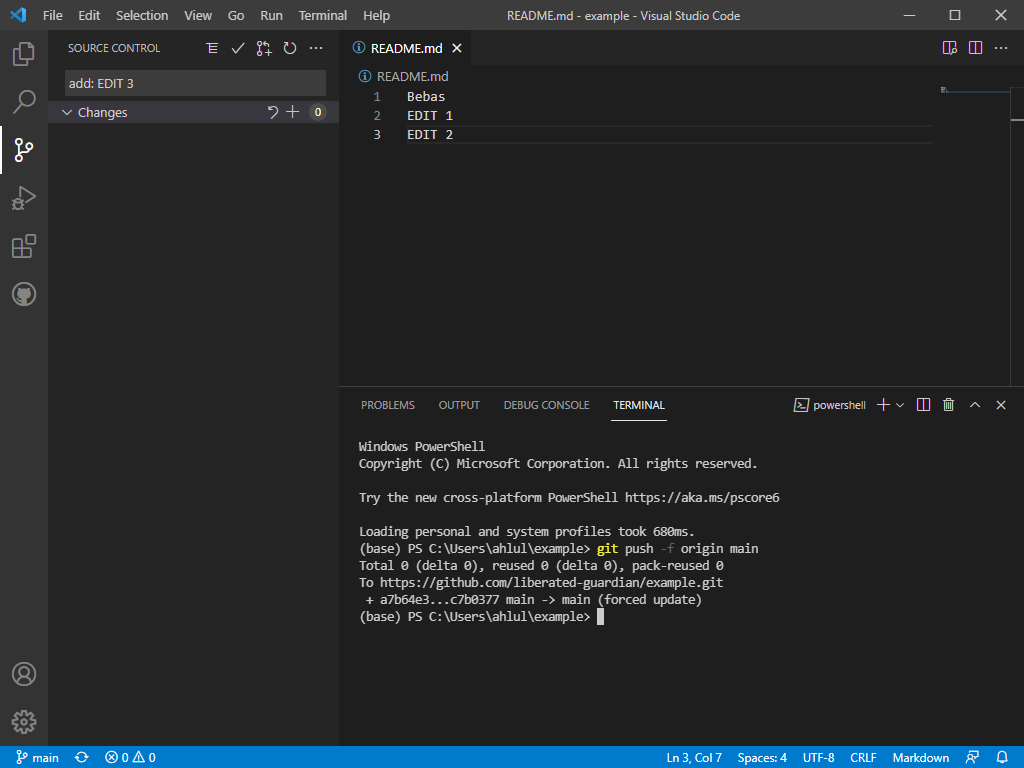 File Edit Selection View Go Run Terminal Help README.md - example - Visual Studio Code
SOURCE CONTROL
README.md
add: EDIT 3
Changes 0
README.md
1 Bebas
2 EDIT 1
3 EDIT 2
PROBLEMS OUTPUT DEBUG CONSOLE TERMINAL powershell
Windows PowerShell
Copyright (C) Microsoft Corporation. All rights reserved.
Try the new cross-platform PowerShell https://aka.ms/pscore6
Loading personal and system profiles took 680ms.
(base) PS C:\Users\ahlul\example> git push -f origin main
Total 0 (delta 0), reused 0 (delta 0), pack-reused 0
To https://github.com/liberated-guardian/example.git
+ a7b64e3...c7b0377 main -> main (forced update)
(base) PS C:\Users\ahlul\example>
main 0 0 Ln 3, Col 7 Spaces: 4 UTF-8 CRLF Markdown